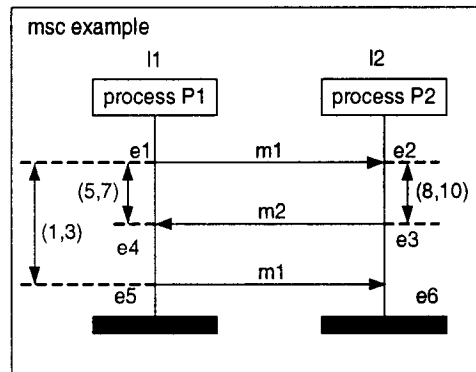 msc example
I1 I2
process P1 process P2
e1 m1 e2
(5,7) (8,10)
m2
(1,3) e4 e3
m1
e5 e6